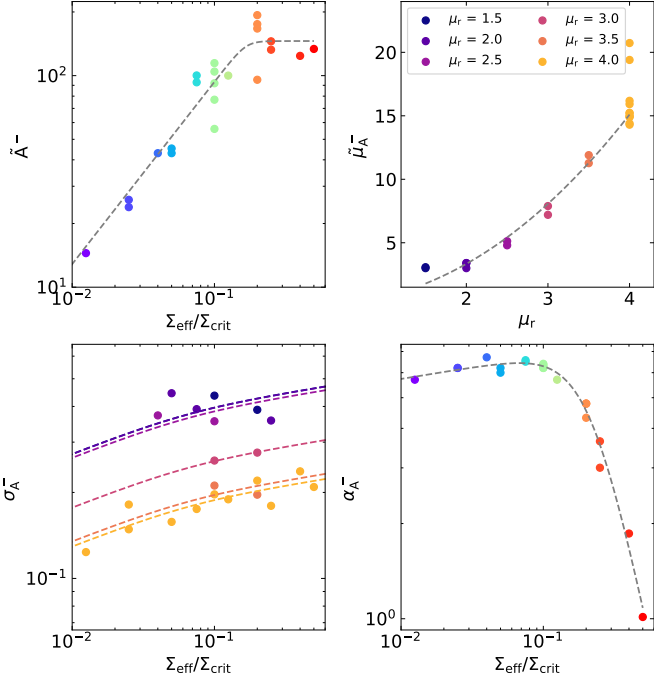 10²
10¹
Ã⁻
10⁻²
10⁻¹
Σeff/Σcrit
μr = 1.5
μr = 2.0
μr = 2.5
μr = 3.0
μr = 3.5
μr = 4.0
20
15
10
5
μ̃A⁻
2
3
4
μr
10⁻¹
σA⁻
10⁻²
10⁻¹
Σeff/Σcrit
10⁰
αA⁻
10⁻²
10⁻¹
Σeff/Σcrit